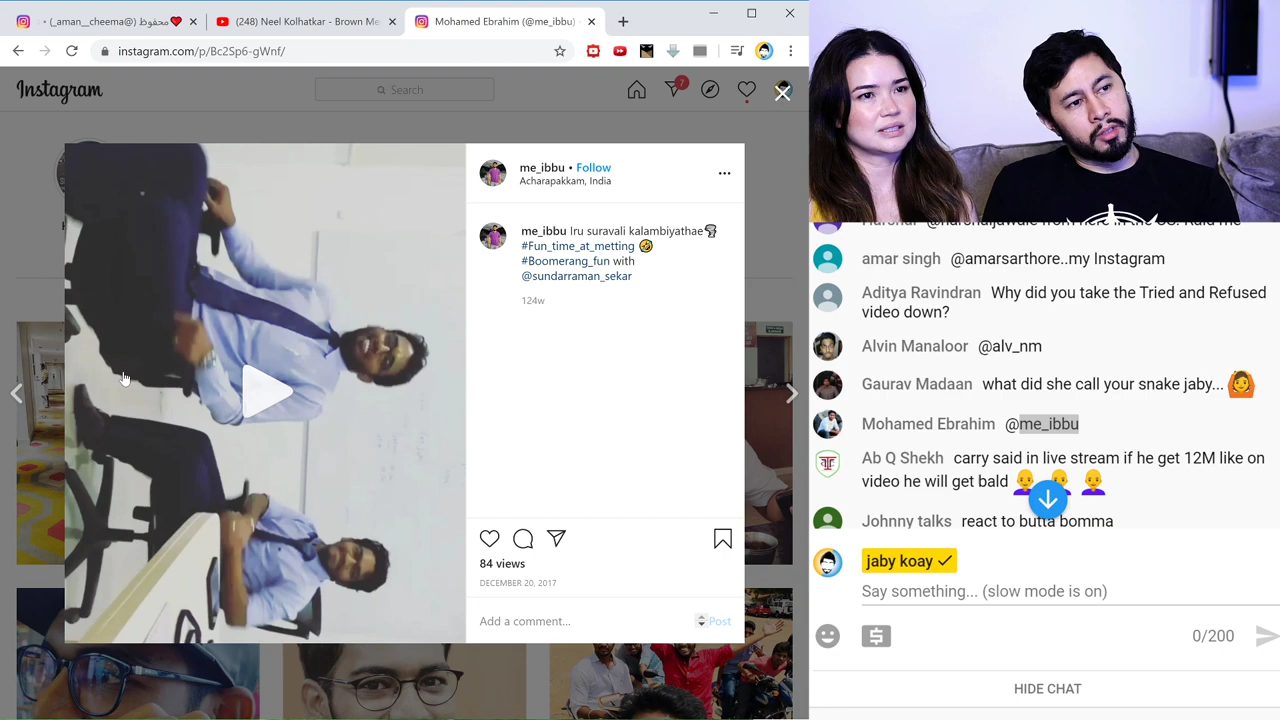 محفوظ❤️ (@aman__cheema_) •
(248) Neel Kolhatkar - Brown Me
Mohamed Ebrahim (@me_ibbu) ·
instagram.com/p/Bc2Sp6-gWnf/
Instagram
Search
7
me_ibbu • Follow
Acharapakkam, India
me_ibbu Iru suravali kalambiyathae🌪
#Fun_time_at_metting 🤣
#Boomerang_fun with
@sundarraman_sekar
124w
84 views
DECEMBER 20, 2017
Add a comment...
Post
amar singh @amarsarthore..my Instagram
Aditya Ravindran Why did you take the Tried and Refused
video down?
Alvin Manaloor @alv_nm
Gaurav Madaan what did she call your snake jaby... 🙆
Mohamed Ebrahim @me_ibbu
Ab Q Shekh carry said in live stream if he get 12M like on
video he will get bald 👩‍🦲 👩‍🦲 👩‍🦲
Johnny talks react to butta bomma
jaby koay ✓
Say something... (slow mode is on)
0/200
HIDE CHAT